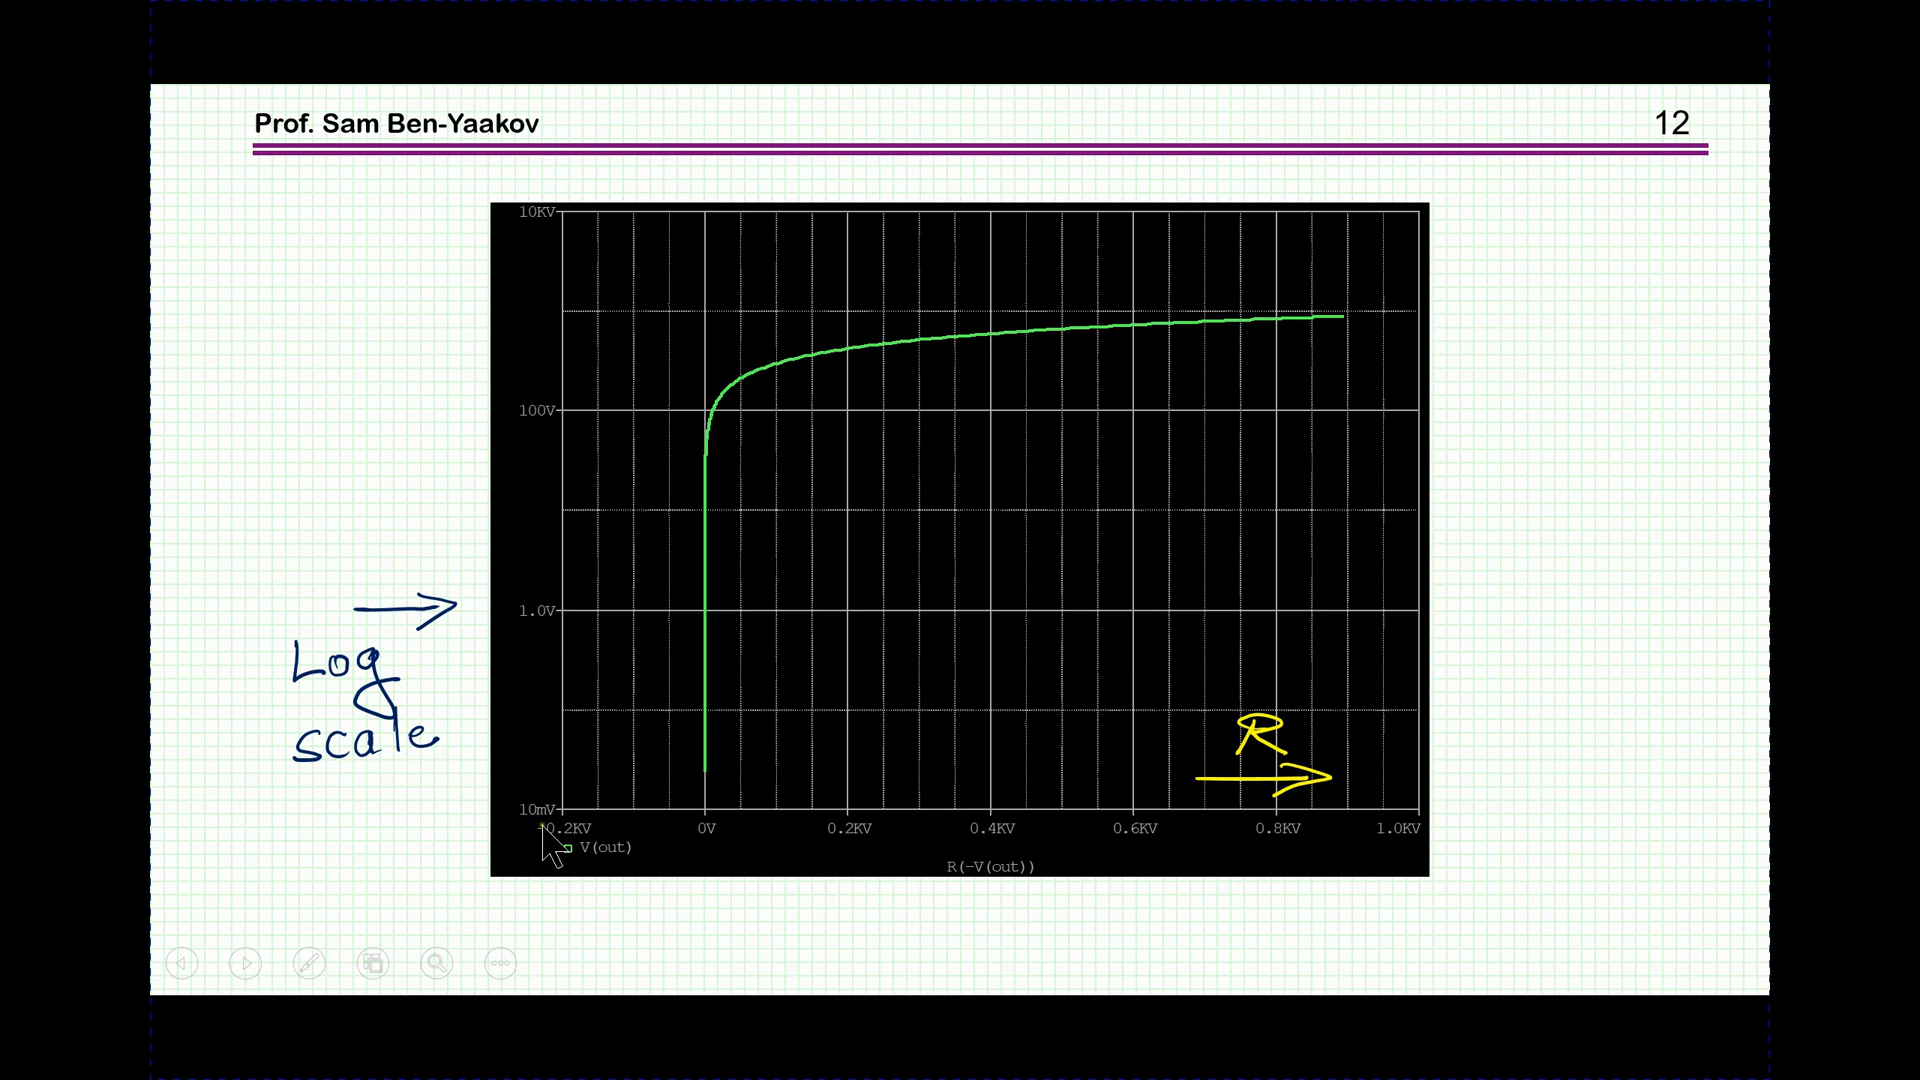 Prof. Sam Ben-Yaakov
12
10KV
100V
1.0V
10mV
Log
scale
R
0.2KV 0V 0.2KV 0.4KV 0.6KV 0.8KV 1.0KV
V(out)
R(-V(out))